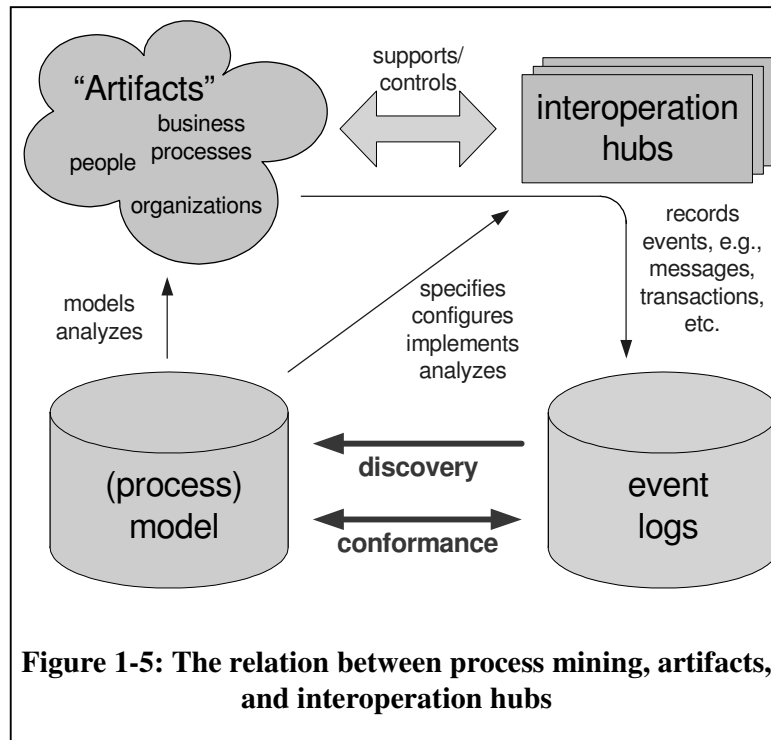 “Artifacts”
business
processes
people
organizations
supports/
controls
interoperation
hubs
records
events, e.g.,
messages,
transactions,
etc.
models
analyzes
specifies
configures
implements
analyzes
(process)
model
discovery
conformance
event
logs
Figure 1-5: The relation between process mining, artifacts,
and interoperation hubs